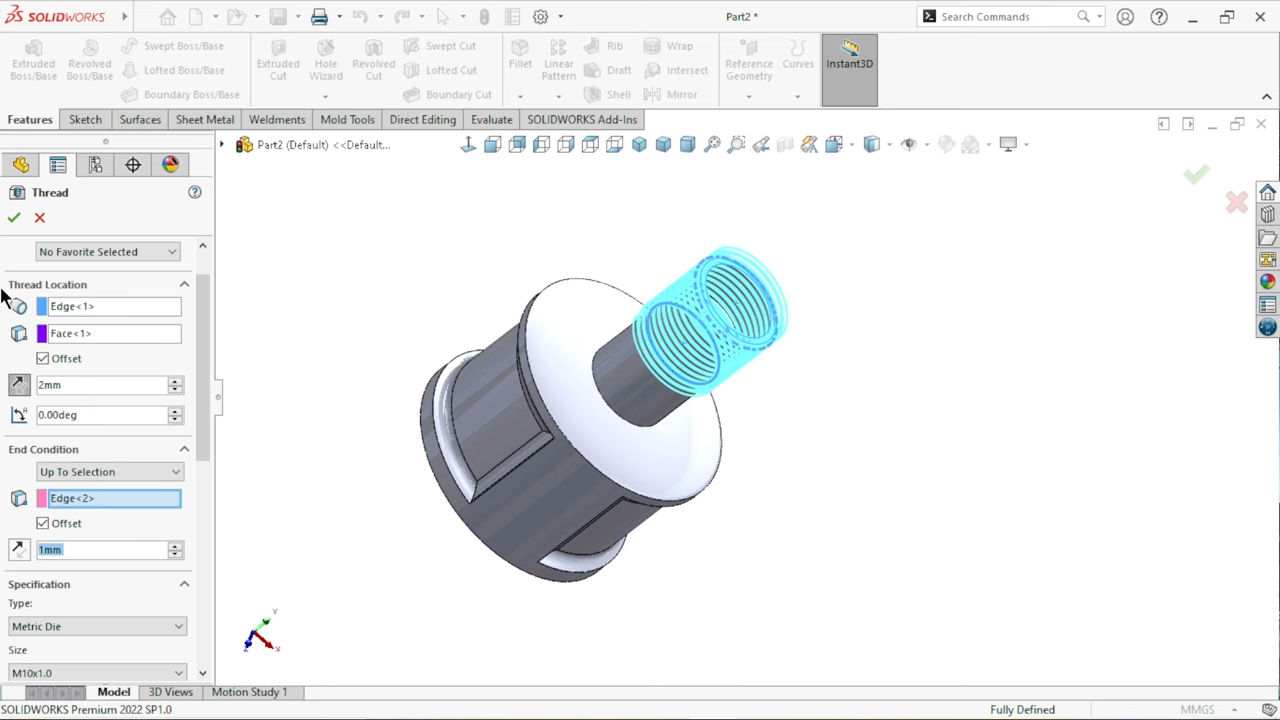 SOLIDWORKS
Part2 *
Search Commands
Extruded Boss/Base
Revolved Boss/Base
Swept Boss/Base
Lofted Boss/Base
Boundary Boss/Base
Extruded Cut
Hole Wizard
Revolved Cut
Swept Cut
Lofted Cut
Boundary Cut
Fillet
Linear Pattern
Rib
Draft
Shell
Wrap
Intersect
Mirror
Reference Geometry
Curves
Instant3D
Features
Sketch
Surfaces
Sheet Metal
Weldments
Mold Tools
Direct Editing
Evaluate
SOLIDWORKS Add-Ins
Part2 (Default) <<Default...
Thread
No Favorite Selected
Thread Location
Edge<1>
Face<1>
Offset
2mm
0.00deg
End Condition
Up To Selection
Edge<2>
Offset
1mm
Specification
Type:
Metric Die
Size
M10x1.0
Y
X
Z
Model
3D Views
Motion Study 1
SOLIDWORKS Premium 2022 SP1.0
Fully Defined
MMGS